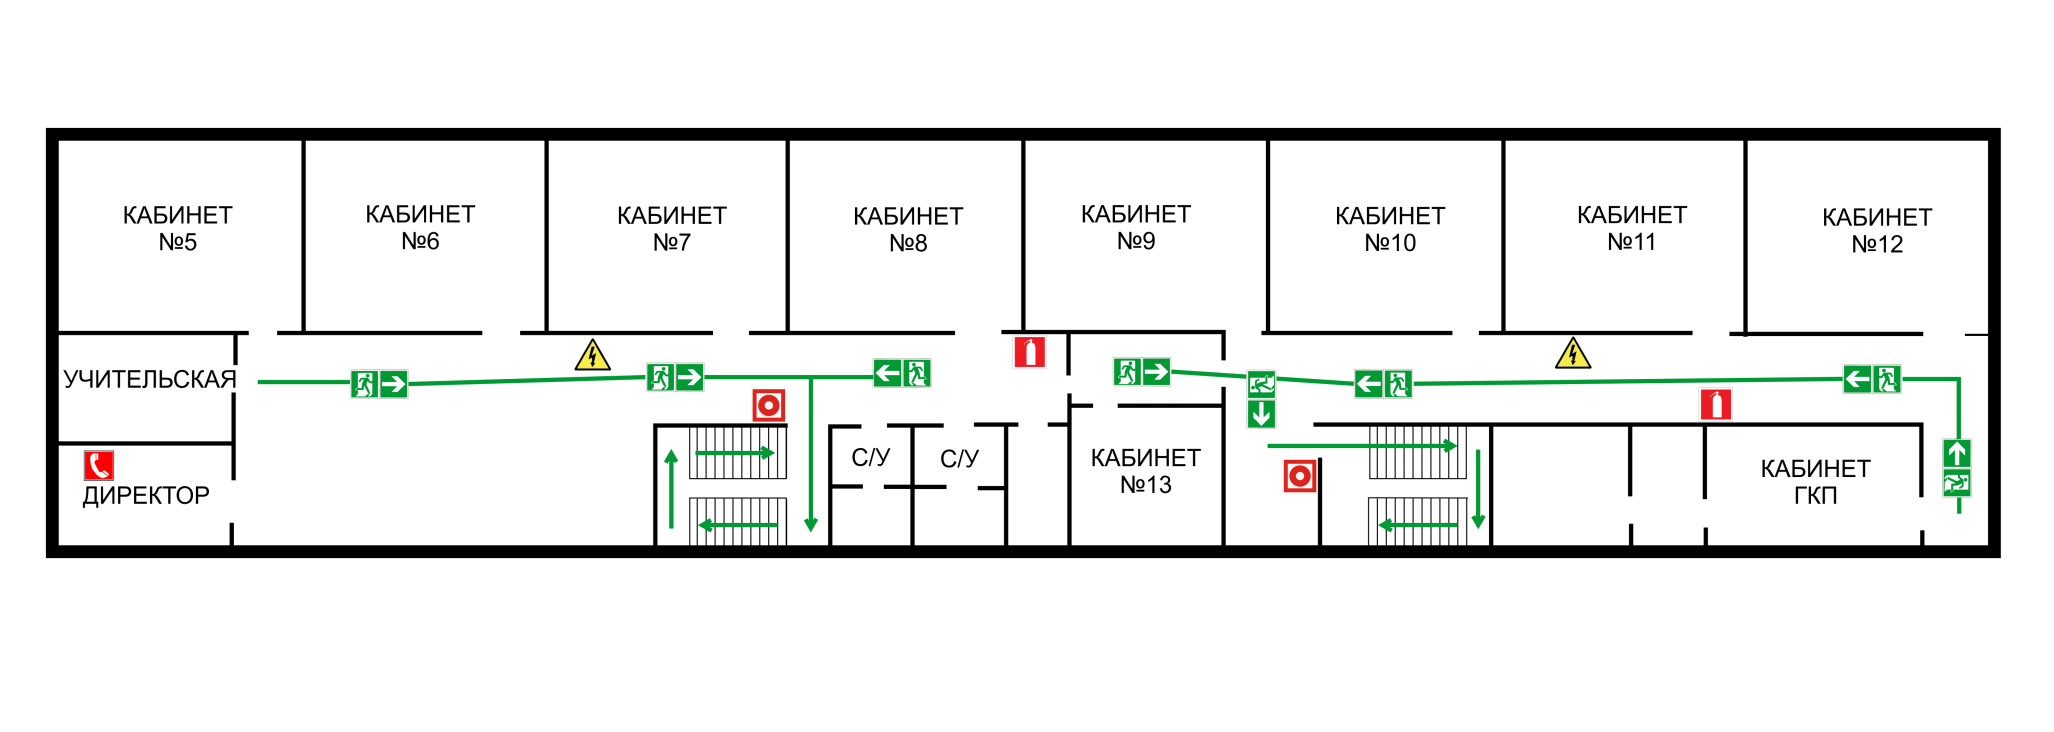 КАБИНЕТ
№5
КАБИНЕТ
№6
КАБИНЕТ
№7
КАБИНЕТ
№8
КАБИНЕТ
№9
КАБИНЕТ
№10
КАБИНЕТ
№11
КАБИНЕТ
№12
УЧИТЕЛЬСКАЯ
ДИРЕКТОР
С/У
С/У
КАБИНЕТ
№13
КАБИНЕТ
ГКП